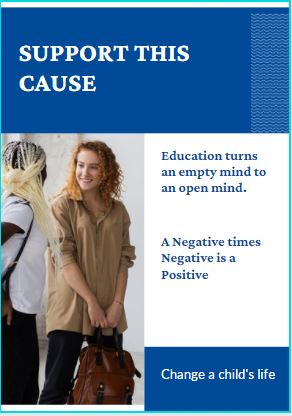 SUPPORT THIS
CAUSE
Education turns
an empty mind to
an open mind.
A Negative times
Negative is a
Positive
Change a child's life